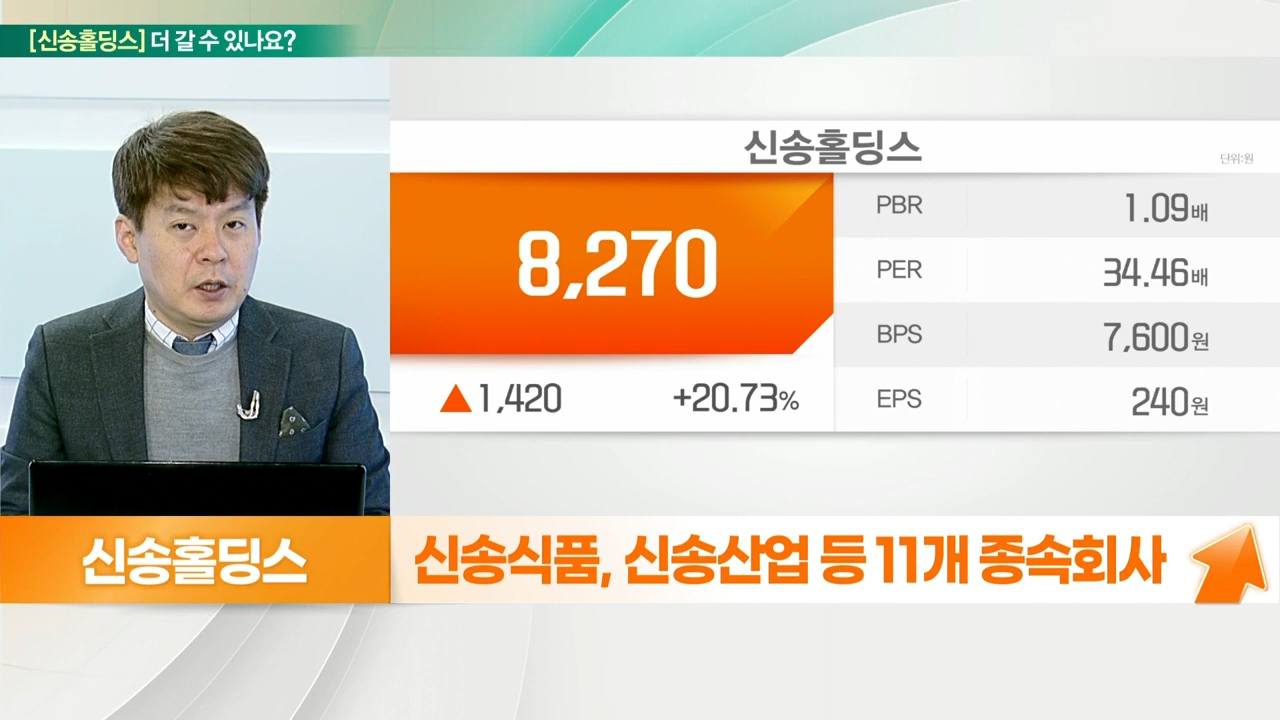 [신송홀딩스] 더 갈 수 있나요?
신송홀딩스
단위:원
8,270
▲1,420 +20.73%
PBR 1.09배
PER 34.46배
BPS 7,600원
EPS 240원
신송홀딩스
신송식품, 신송산업 등 11개 종속회사